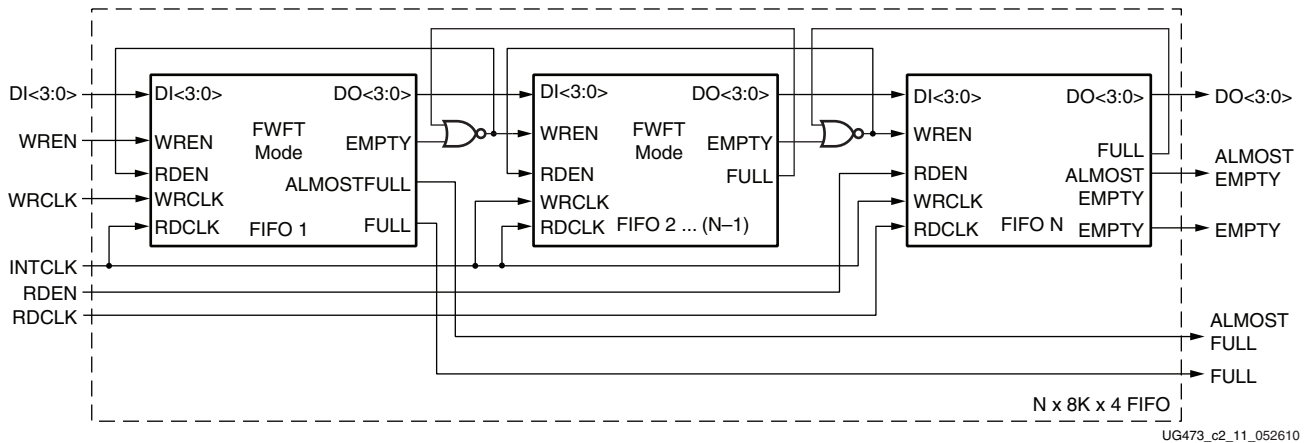 DI<3:0>
WREN
WRCLK
INTCLK
RDEN
RDCLK
DI<3:0>
WREN
RDEN
WRCLK
RDCLK
FWFT
Mode
DO<3:0>
EMPTY
ALMOSTFULL
FULL
FIFO 1
DI<3:0>
WREN
RDEN
WRCLK
RDCLK
FWFT
Mode
DO<3:0>
EMPTY
FULL
FIFO 2 ... (N–1)
DI<3:0>
WREN
RDEN
WRCLK
RDCLK
DO<3:0>
FULL
ALMOST
EMPTY
EMPTY
FIFO N
DO<3:0>
ALMOST
EMPTY
EMPTY
ALMOST
FULL
FULL
N x 8K x 4 FIFO
UG473_c2_11_052610